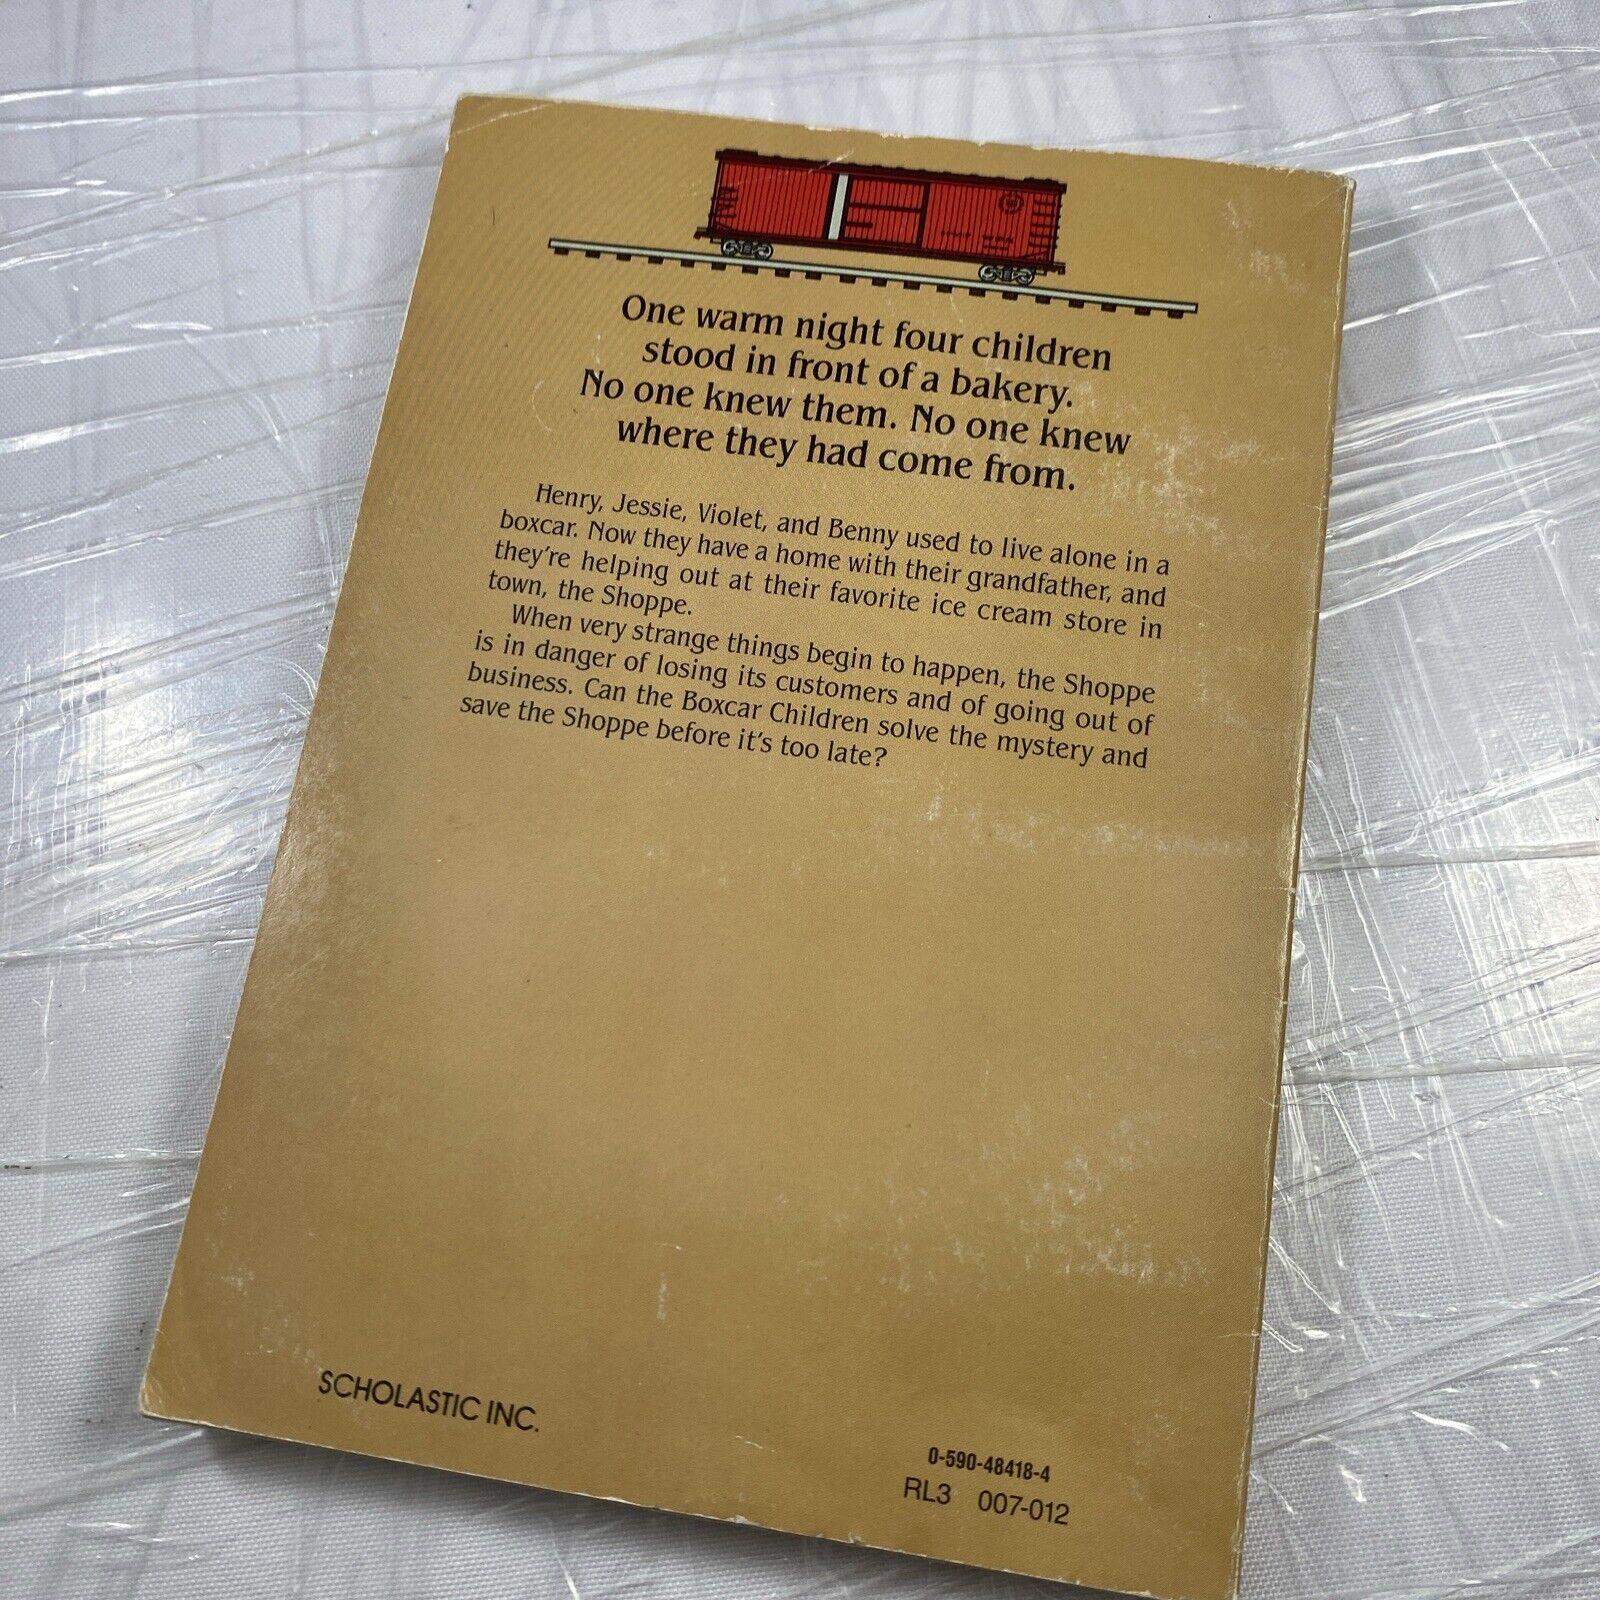 One warm night four children
stood in front of a bakery.
No one knew them. No one knew
where they had come from.
Henry, Jessie, Violet, and Benny used to live alone in a
boxcar. Now they have a home with their grandfather, and
they're helping out at their favorite ice cream store in
town, the Shoppe.
When very strange things begin to happen, the Shoppe
is in danger of losing its customers and of going out of
business. Can the Boxcar Children solve the mystery and
save the Shoppe before it's too late?
SCHOLASTIC INC.
0-590-48418-4
RL3 007-012